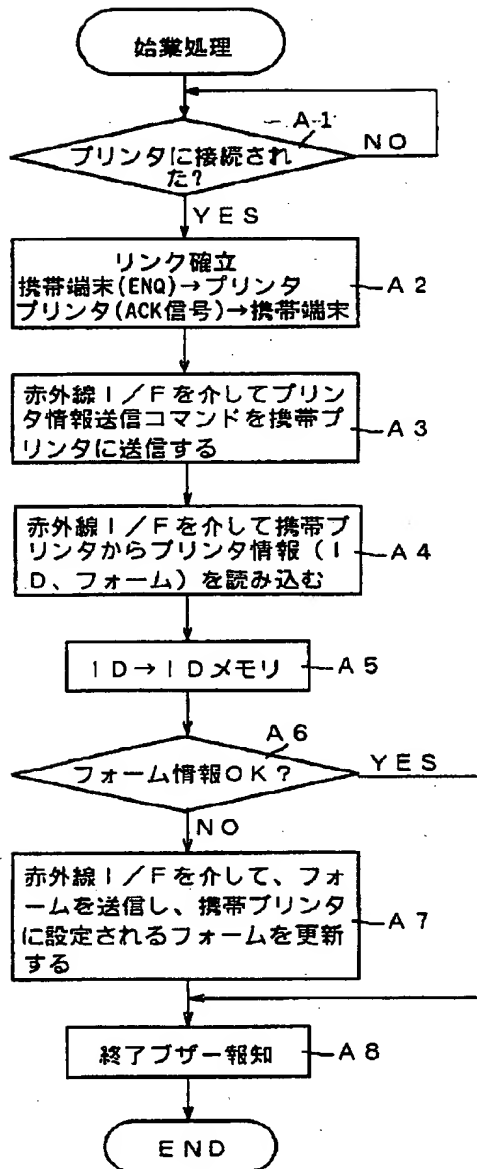 始業処理
A-1
プリンタに接続され
た?
NO
YES
リンク確立
携帯端末(ENQ)→プリンタ
プリンタ(ACK信号)→携帯端末
A2
赤外線I/Fを介してプリン
タ情報送信コマンドを携帯プ
リンタに送信する
A3
赤外線I/Fを介して携帯プ
リンタからプリンタ情報(I
D、フォーム)を読み込む
A4
ID→IDメモリ
A5
A6
フォーム情報OK?
YES
NO
赤外線I/Fを介して、フォ
ームを送信し、携帯プリンタ
に設定されるフォームを更新
する
A7
終了ブザー報知
A8
END